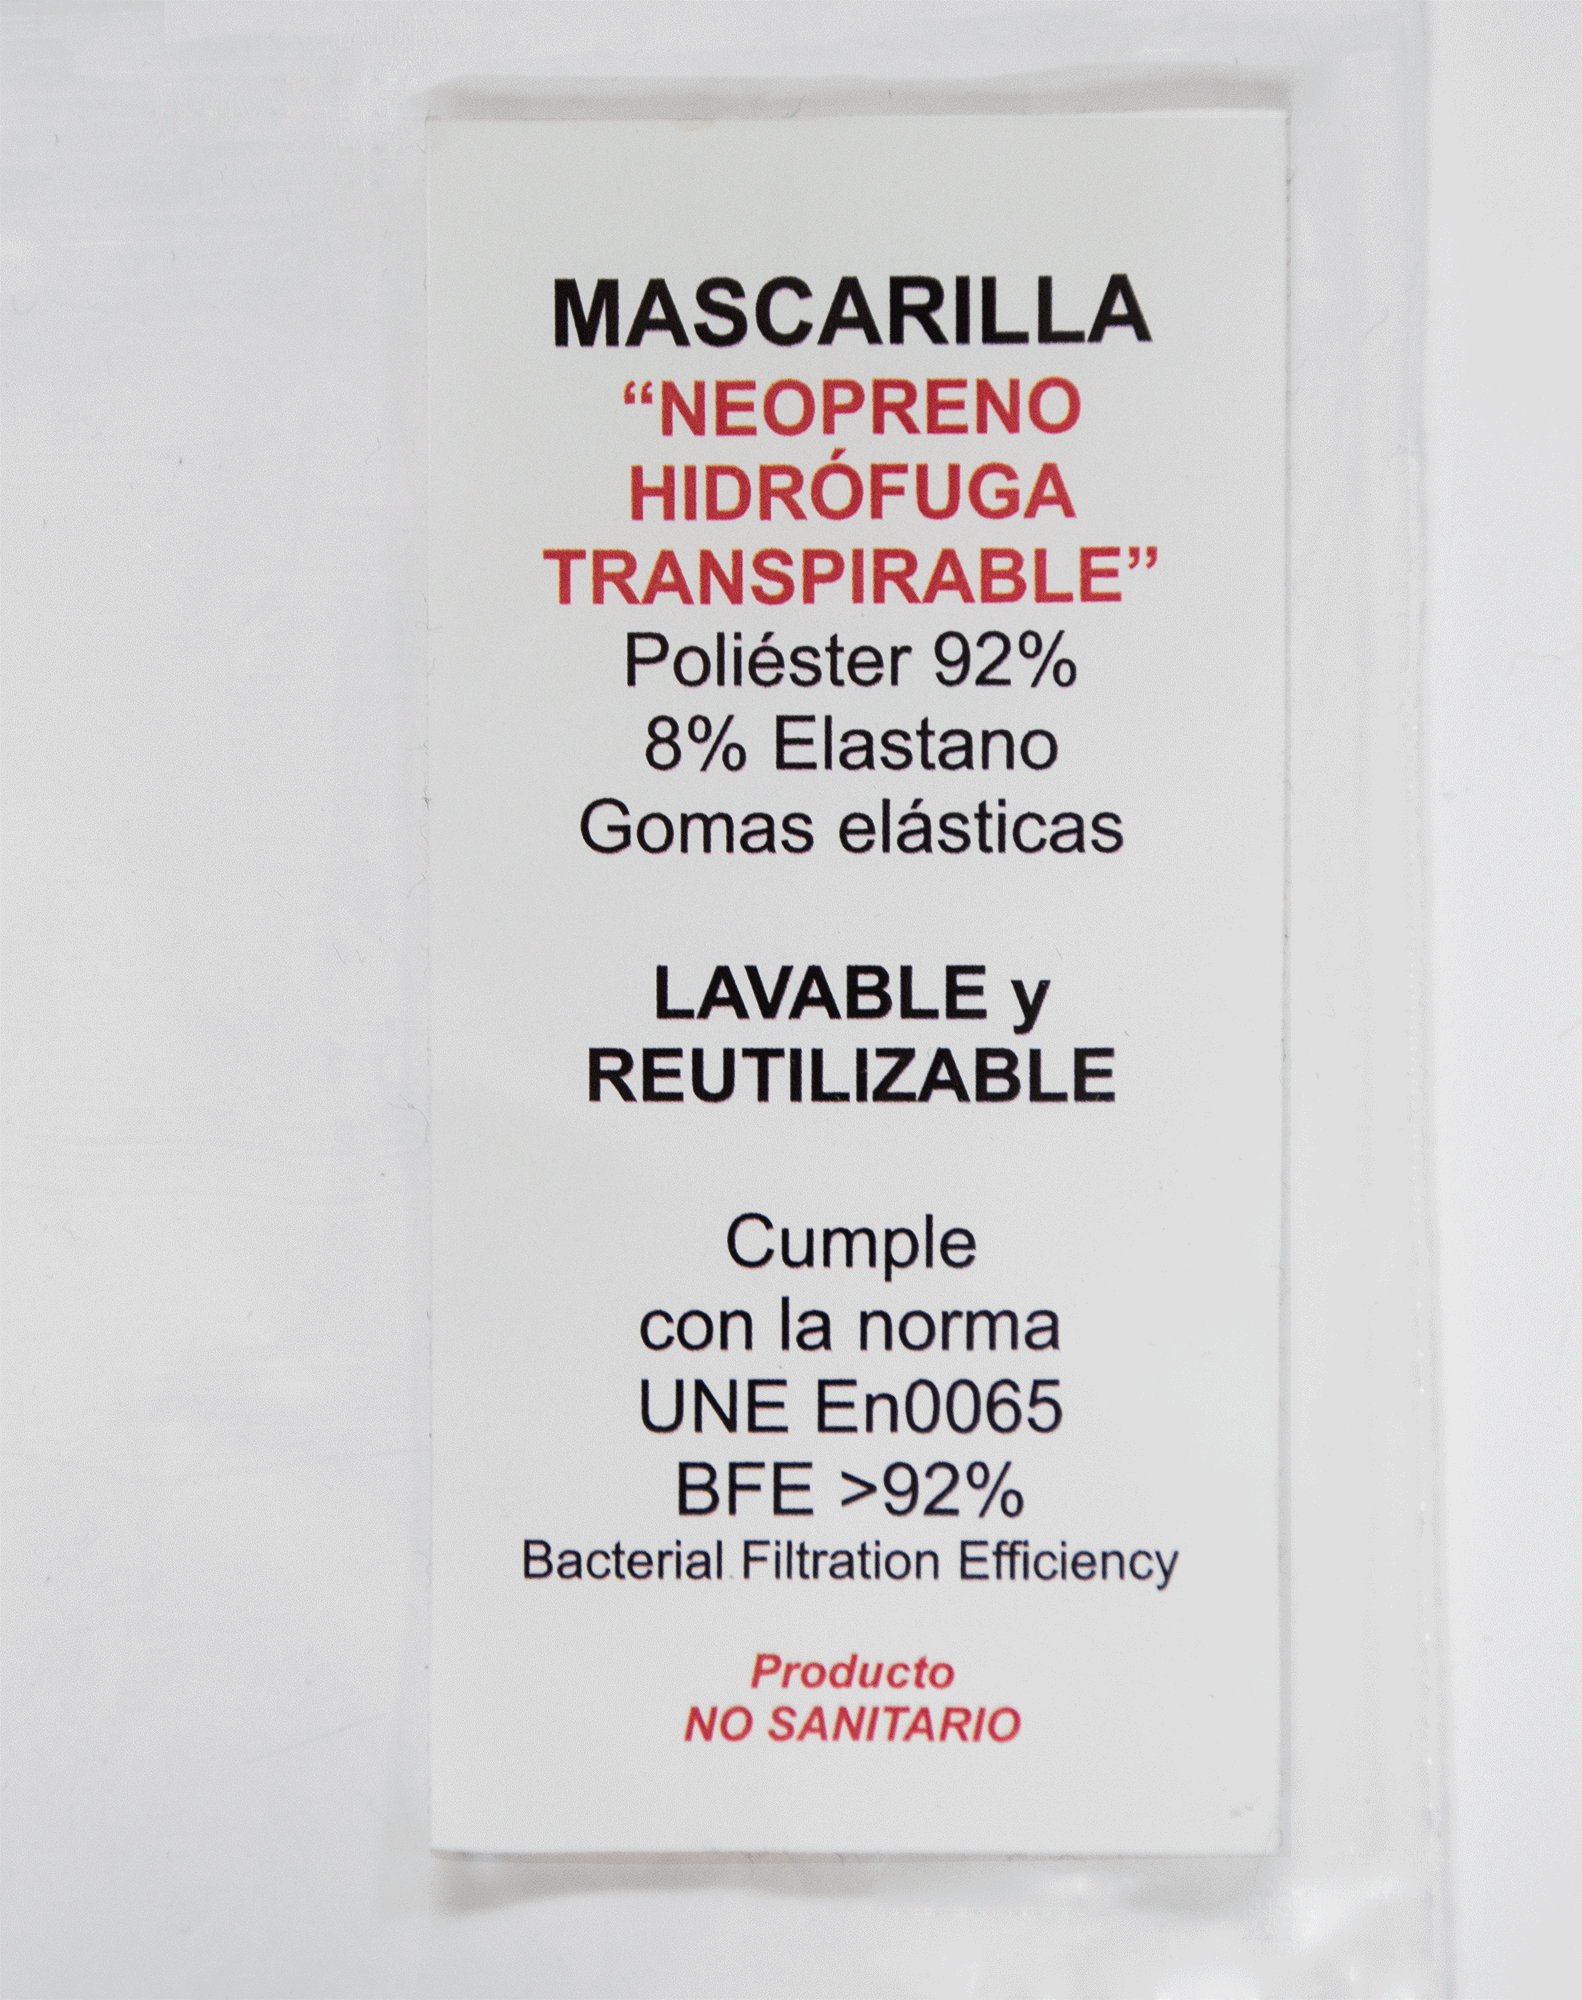 MASCARILLA
“NEOPRENO
HIDRÓFUGA
TRANSPIRABLE”
Poliéster 92%
8% Elastano
Gomas elásticas
LAVABLE y
REUTILIZABLE
Cumple
con la norma
UNE En0065
BFE >92%
Bacterial Filtration Efficiency
Producto
NO SANITARIO